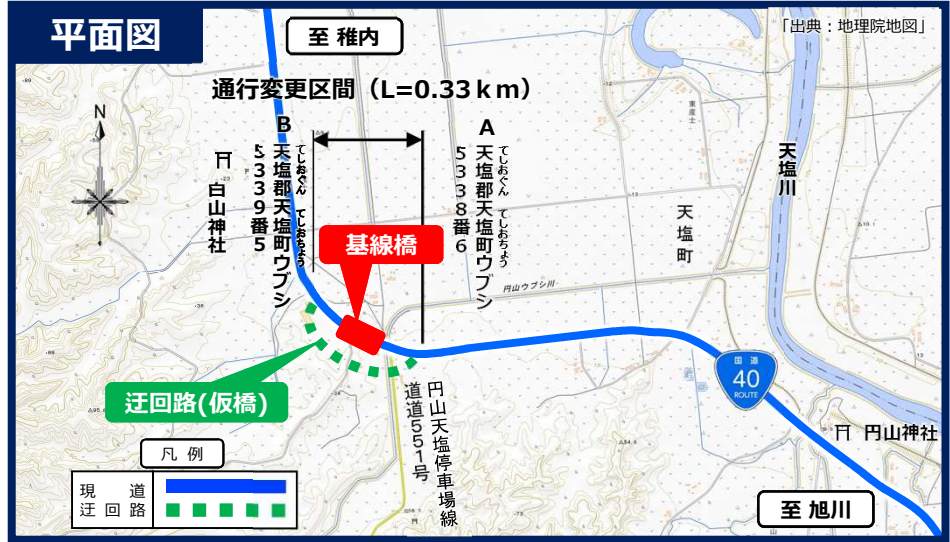 平面図
至 稚内
「出典：地理院地図」
通行変更区間（L=0.33ｋｍ）
N
B
A
てしおぐん てしおちょう
天塩郡天塩町ウブシ
5339番5
てしおぐん てしおちょう
天塩郡天塩町ウブシ
5338番6
白山神社
基線橋
天塩川
天塩町
東産士
円山ウブシ川
迂回路(仮橋)
国道
40
ROUTE
円山天塩停車場線
道道551号
円山神社
凡 例
現 道
迂 回 路
至 旭川